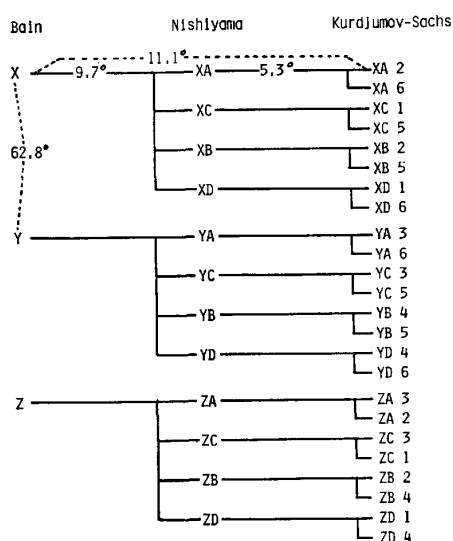 Bain Nishiyama Kurdjumov-Sachs
11.1°
X 9.7° XA 5.3° XA 2
XA 6
XC XC 1
XC 5
62.8° XB XB 2
XB 5
XD XD 1
XD 6
Y YA YA 3
YA 6
YC YC 3
YC 5
YB YB 4
YB 5
YD YD 4
YD 6
Z ZA ZA 3
ZA 2
ZC ZC 3
ZC 1
ZB ZB 2
ZB 4
ZD ZD 1
ZD 4